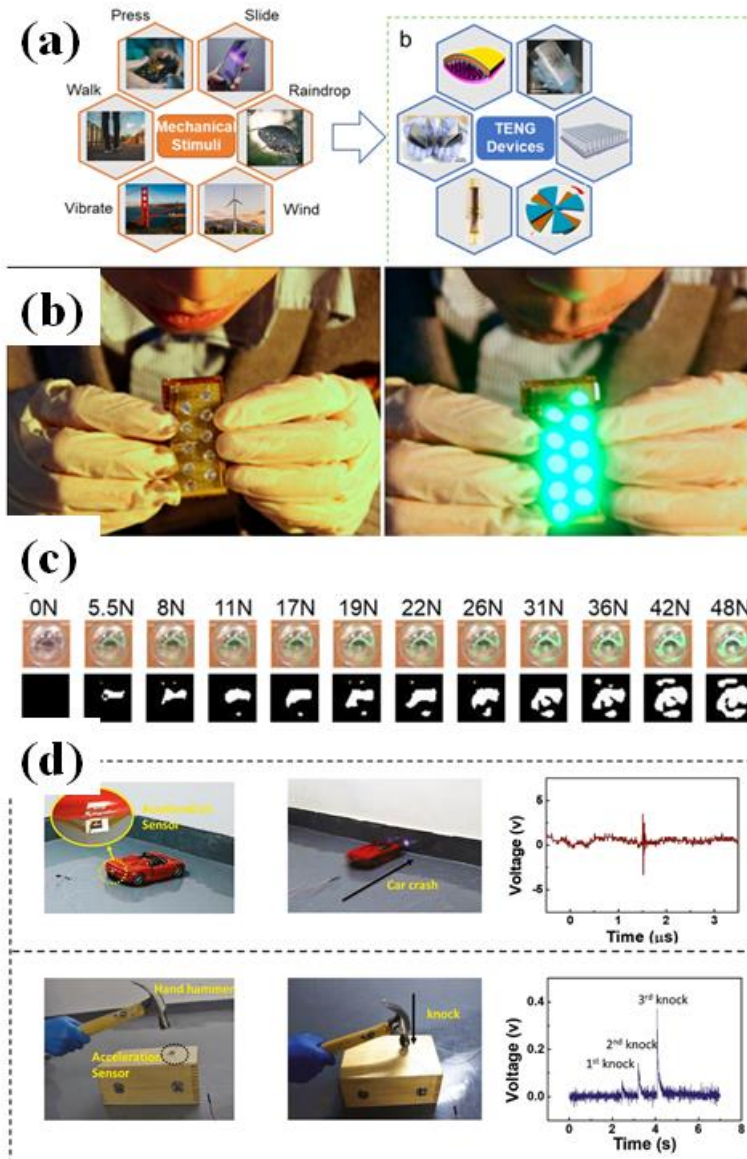 (a)
Press
Slide
Walk
Mechanical
Stimuli
Raindrop
Vibrate
Wind
b
TENG
Devices
(b)
(c)
0N 5.5N 8N 11N 17N 19N 22N 26N 31N 36N 42N 48N
(d)
Acceleration
Sensor
Car crash
Voltage (v)
5
0
-5
0 1 2 3
Time (μs)
Hand hammer
Acceleration
Sensor
knock
Voltage (v)
0.4
0.2
0.0
1st knock
2nd knock
3rd knock
0 2 4 6 8
Time (s)